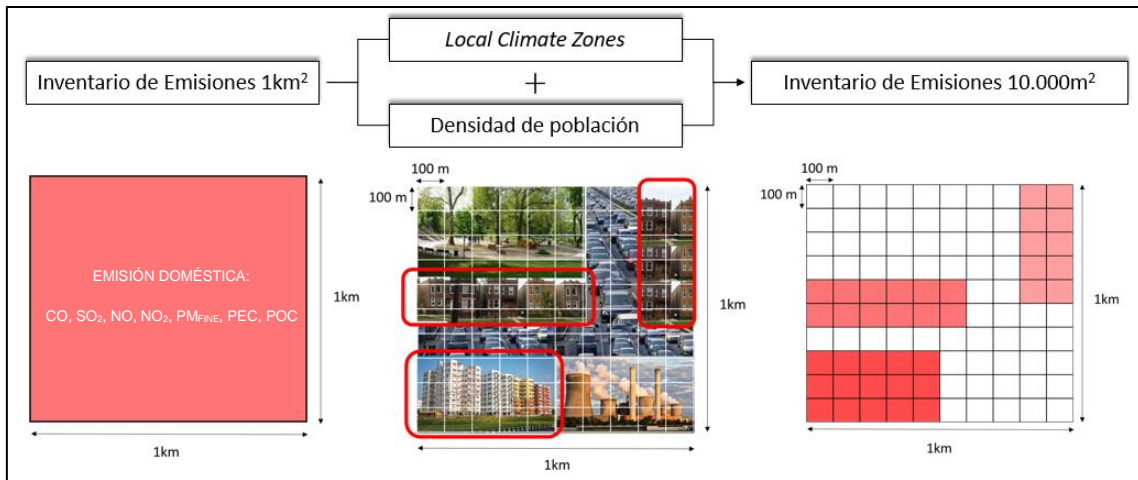 Local Climate Zones
Inventario de Emisiones 1km²
+
Inventario de Emisiones 10.000m²
Densidad de población
100 m
100 m
100 m
100 m
EMISIÓN DOMÉSTICA:
CO, SO₂, NO, NO₂, PMFINE, PEC, POC
1km
1km
1km
1km
1km
1km